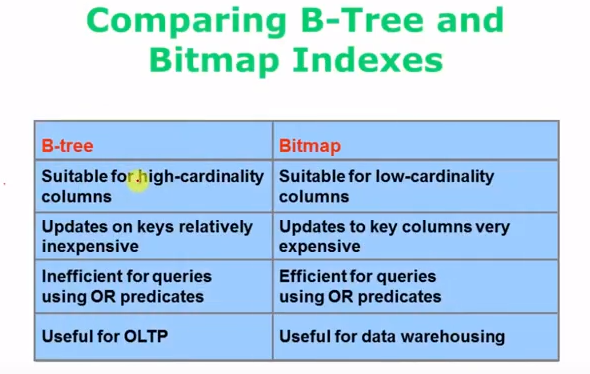 Comparing B-Tree and
Bitmap Indexes
B-tree
Bitmap
Suitable for high-cardinality
columns
Suitable for low-cardinality
columns
Updates on keys relatively
inexpensive
Updates to key columns very
expensive
Inefficient for queries
using OR predicates
Efficient for queries
using OR predicates
Useful for OLTP
Useful for data warehousing